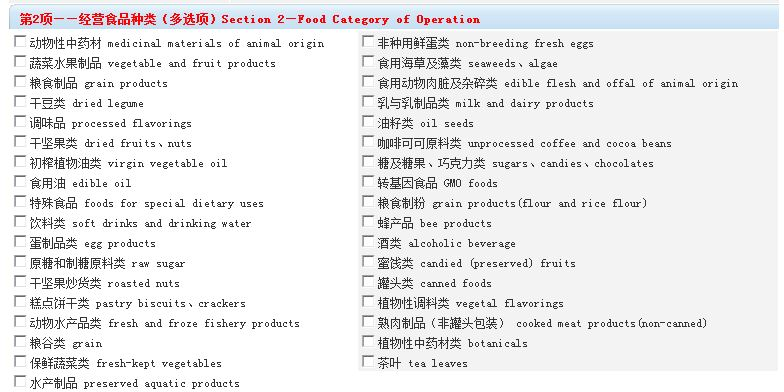 第2项－－经营食品种类（多选项）Section 2—Food Category of Operation
动物性中药材 medicinal materials of animal origin
非种用鲜蛋类 non-breeding fresh eggs
蔬菜水果制品 vegetable and fruit products
食用海草及藻类 seaweeds、algae
粮食制品 grain products
食用动物肉脏及杂碎类 edible flesh and offal of animal origin
干豆类 dried legume
乳与乳制品类 milk and dairy products
调味品 processed flavorings
油籽类 oil seeds
干坚果类 dried fruits、nuts
咖啡可可原料类 unprocessed coffee and cocoa beans
初榨植物油类 virgin vegetable oil
糖及糖果、巧克力类 sugars、candies、chocolates
食用油 edible oil
转基因食品 GMO foods
特殊食品 foods for special dietary uses
粮食制粉 grain products(flour and rice flour)
饮料类 soft drinks and drinking water
蜂产品 bee products
蛋制品类 egg products
酒类 alcoholic beverage
原糖和制糖原料类 raw sugar
蜜饯类 candied (preserved) fruits
干坚果炒货类 roasted nuts
罐头类 canned foods
糕点饼干类 pastry biscuits、crackers
植物性调料类 vegetal flavorings
动物水产品类 fresh and froze fishery products
熟肉制品（非罐头包装） cooked meat products(non-canned)
粮谷类 grain
植物性中药材类 botanicals
保鲜蔬菜类 fresh-kept vegetables
茶叶 tea leaves
水产制品 preserved aquatic products